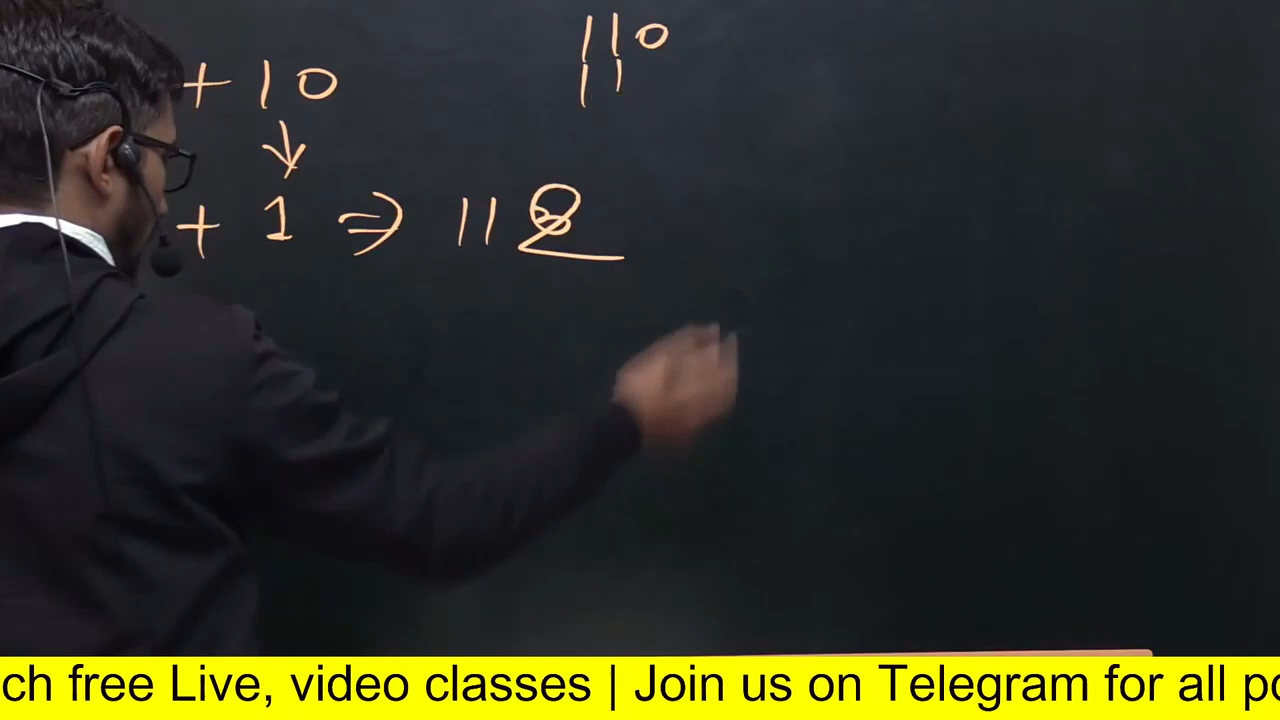 110
+ 10
11
↓
+ 1 ⇒ 112
ch free Live, video classes | Join us on Telegram for all po